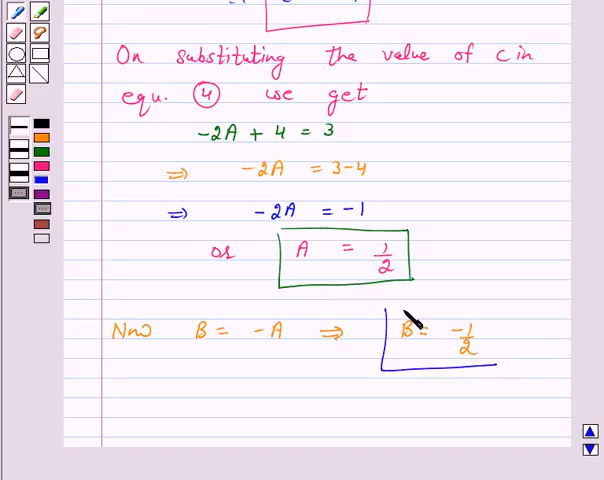 On substituting the value of c in
equ. ④ we get
-2A + 4 = 3
⇒ -2A = 3-4
⇒ -2A = -1
or A = 1/2
Now B = -A ⇒ B = -1/2